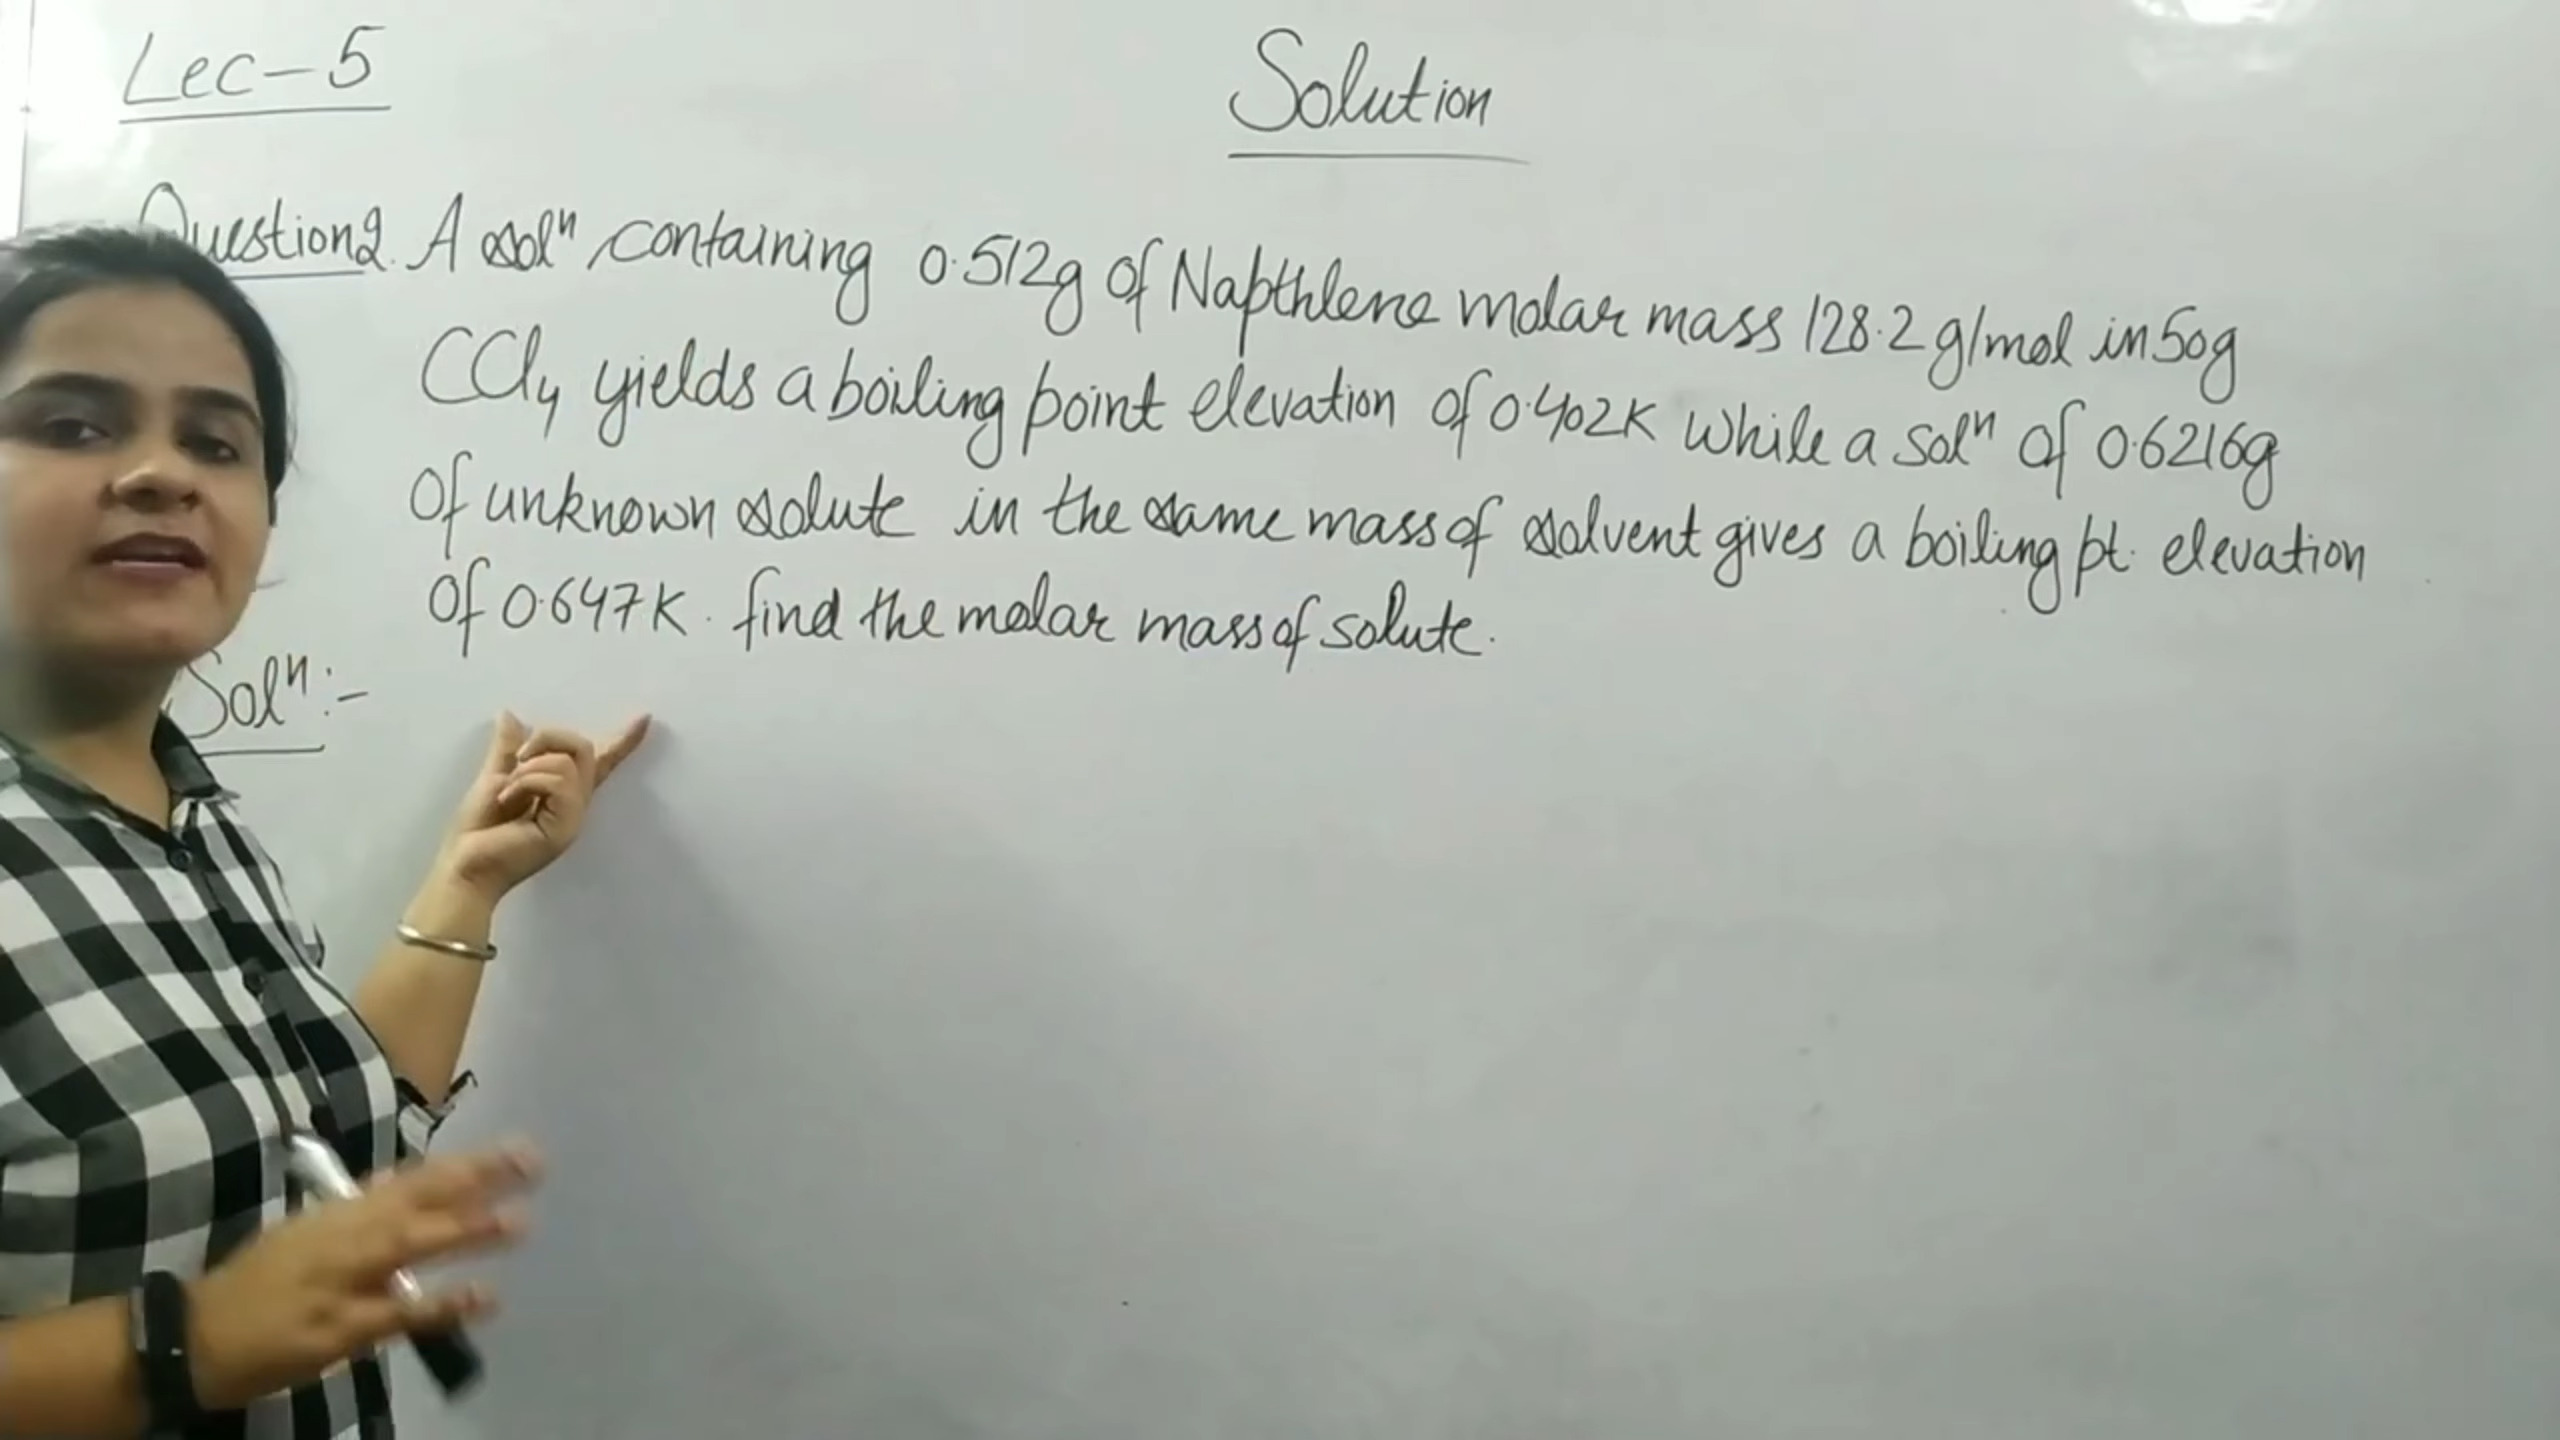 Lec-5
Solution
Question2. A solⁿ containing 0.512g of Napthlene molar mass 128.2 g/mol in 50g
CCl₄ yields a boiling point elevation of 0.402K while a solⁿ of 0.6216g
of unknown solute in the same mass of solvent gives a boiling pt. elevation
of 0.647K. find the molar mass of solute.
Solⁿ:-